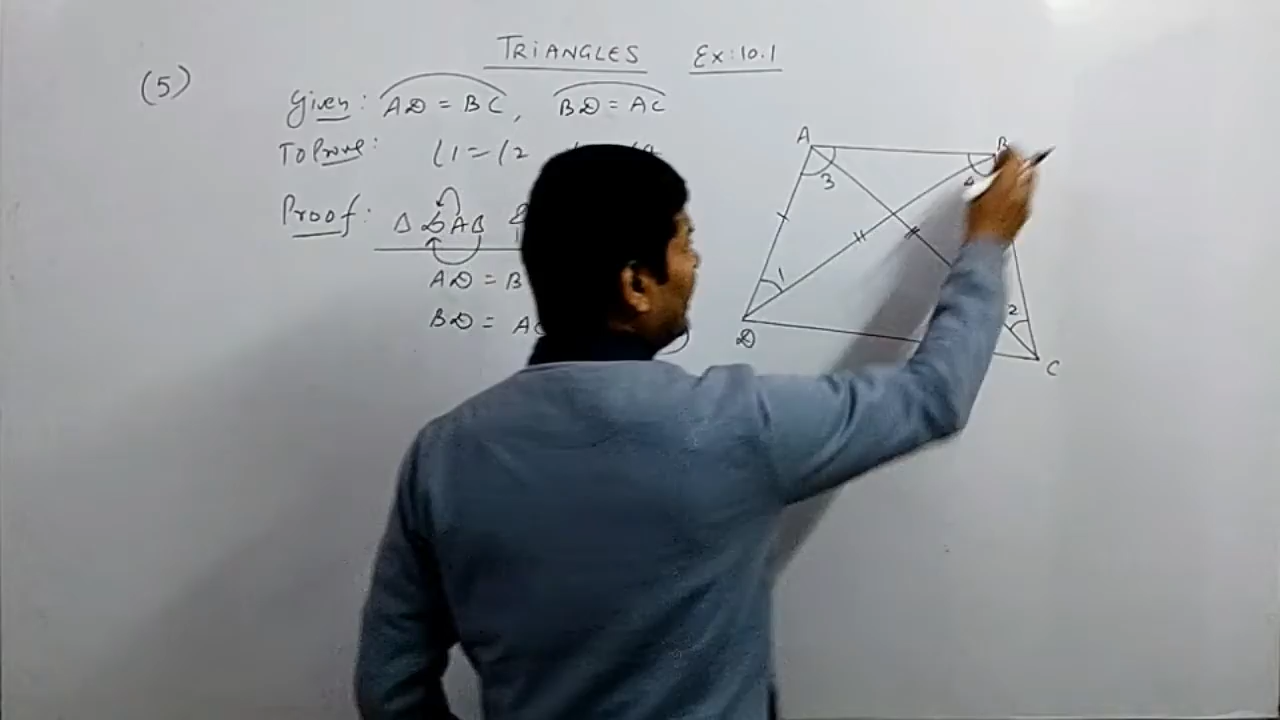 TRIANGLES Ex:10.1
(5)
Given: AD = BC, BD = AC
To Prove: ∠1 = ∠2
Proof: Δ DAB
AD = B
BD = AC
A
B
3
4
1
2
D
C